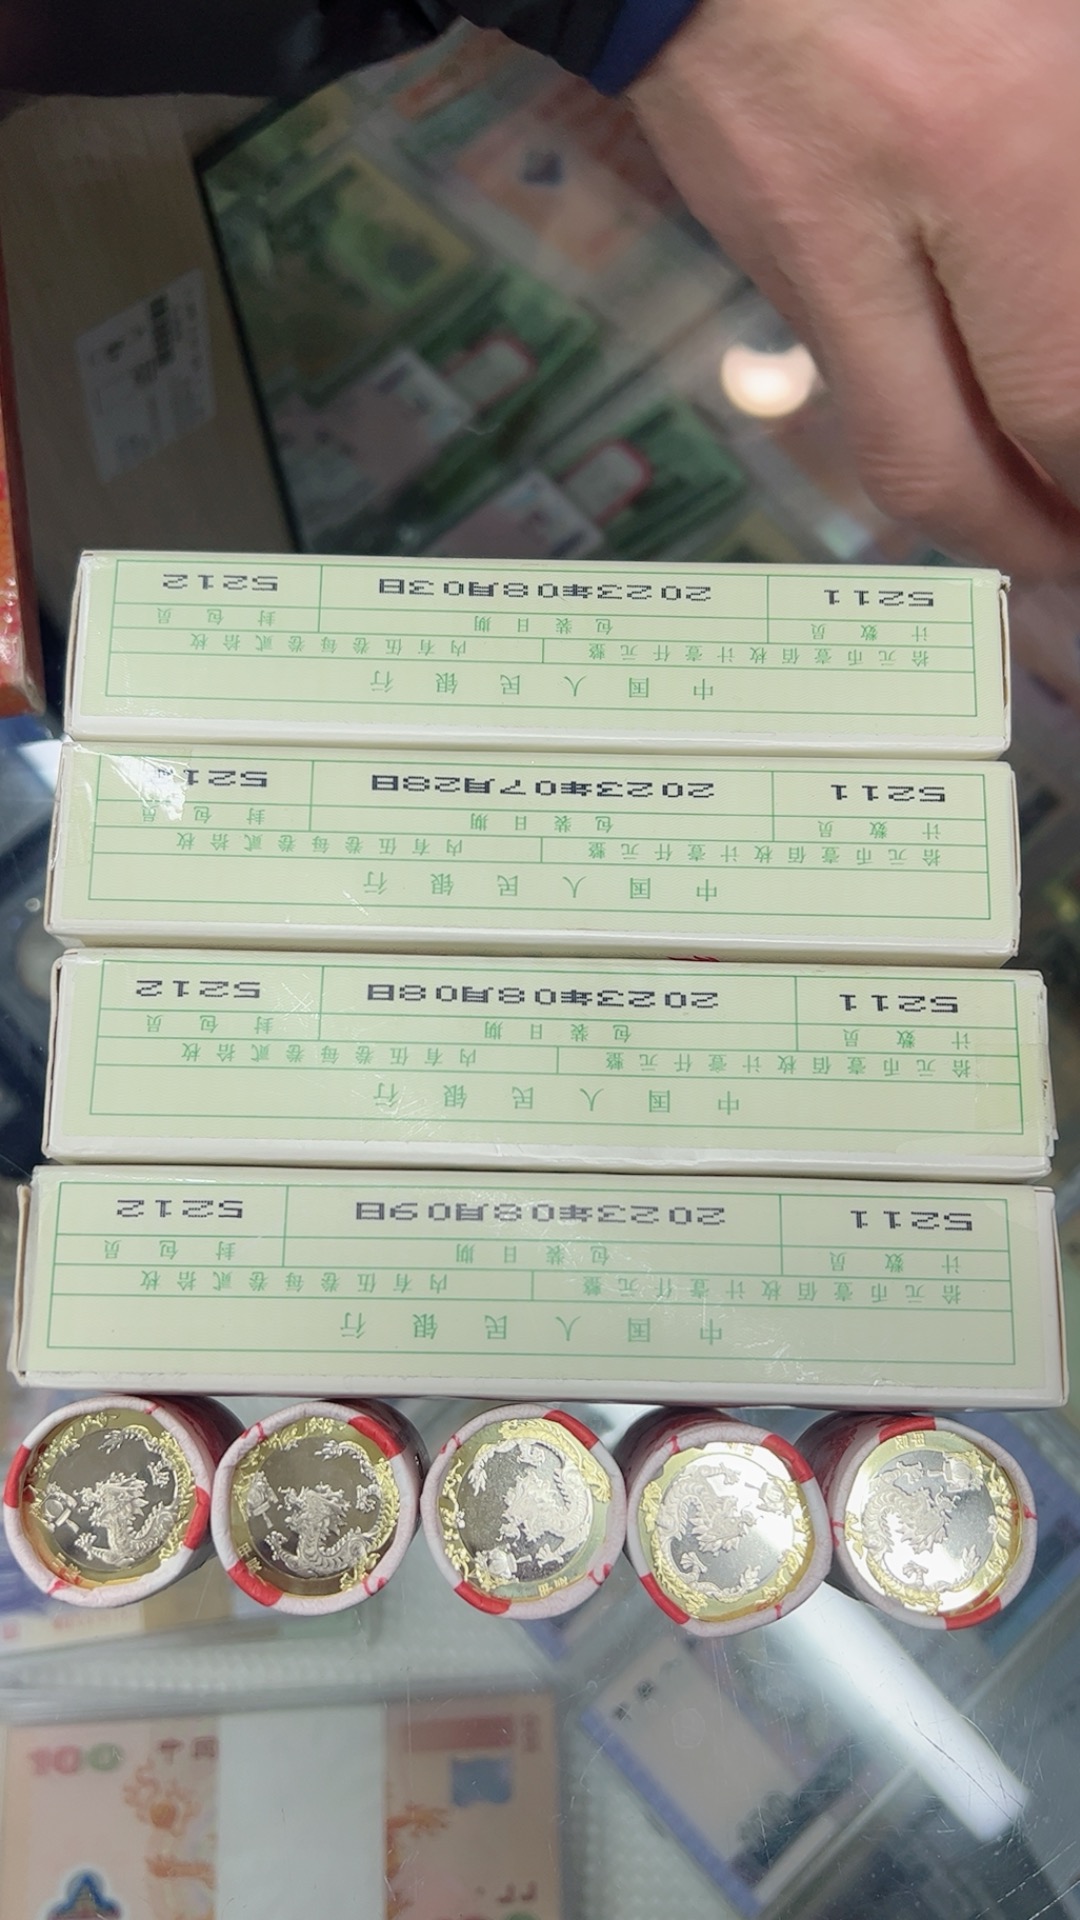 中国
甲辰
中国人民银行
拾元币壹佰枚计壹仟元整 内有伍卷每卷贰拾枚
计数员 包装日期 封包员
5211 2023年08月09日 5212
中国人民银行
拾元币壹佰枚计壹仟元整 内有伍卷每卷贰拾枚
计数员 包装日期 封包员
5211 2023年08月08日 5212
中国人民银行
拾元币壹佰枚计壹仟元整 内有伍卷每卷贰拾枚
计数员 包装日期 封包员
5211 2023年07月28日
中国人民银行
拾元币壹佰枚计壹仟元整 内有伍卷每卷贰拾枚
计数员 包装日期 封包员
5211 2023年08月03日 5212